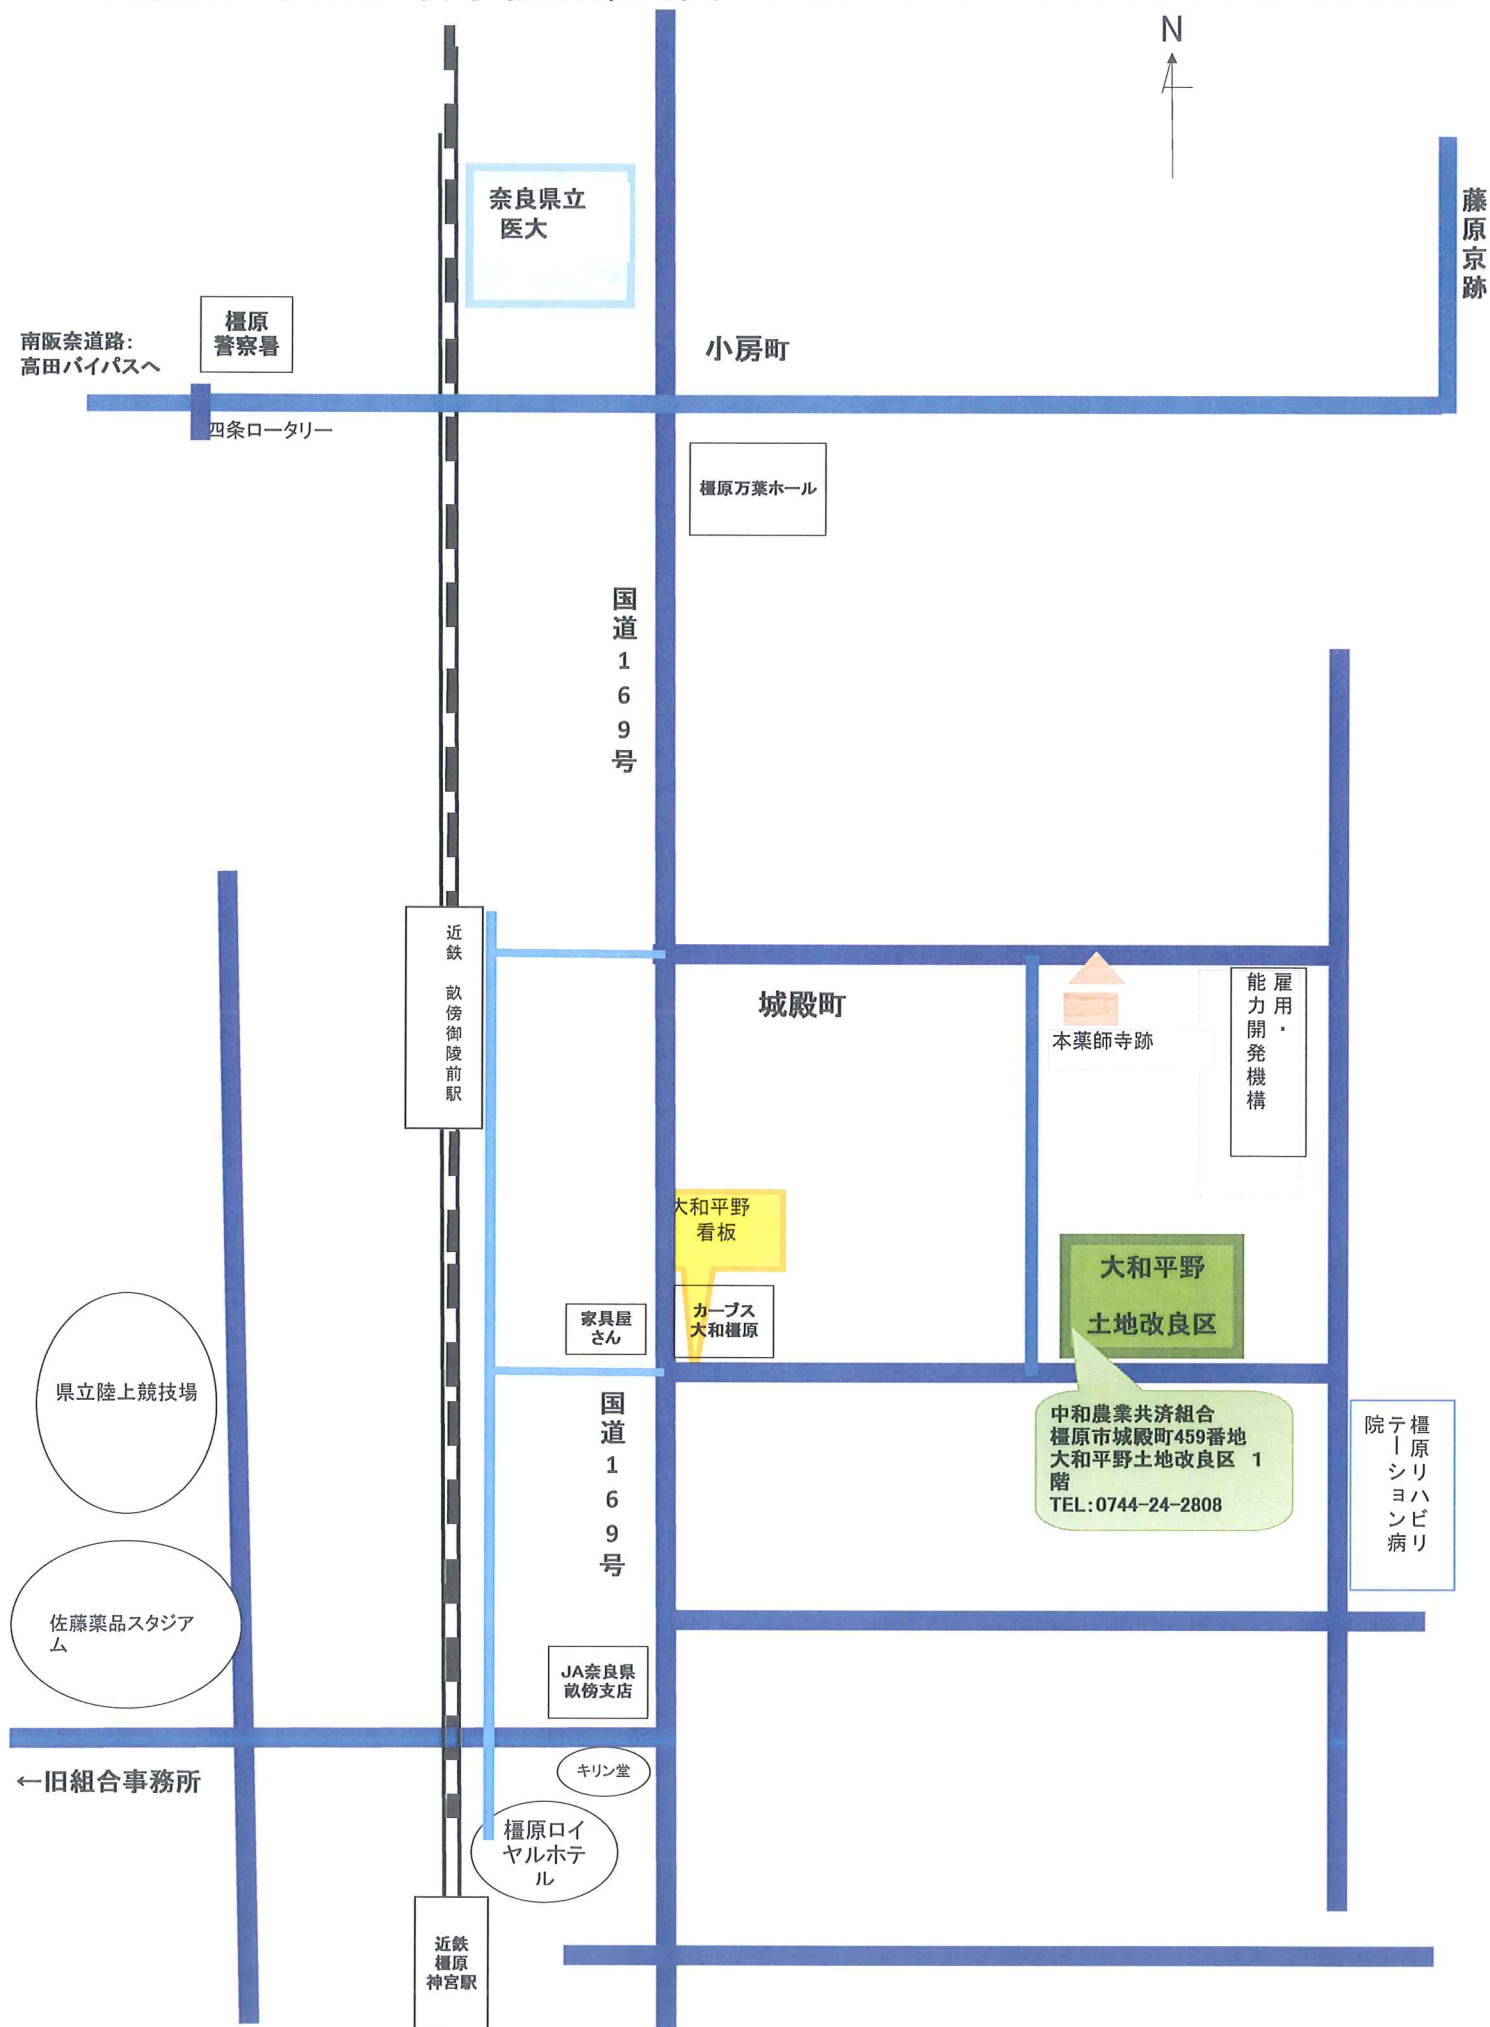 N
藤原京跡
奈良県立
医大
橿原
警察暑
南阪奈道路:
高田バイパスへ
小房町
四条ロータリー
橿原万葉ホール
国道169号
近鉄 畝傍御陵前駅
城殿町
本薬師寺跡
雇用・
能力開発機構
大和平野
看板
大和平野
土地改良区
家具屋
さん
カーブス
大和橿原
県立陸上競技場
国道169号
中和農業共済組合
橿原市城殿町459番地
大和平野土地改良区 1
階
TEL:0744-24-2808
橿原リハビリ
テーション病
院
佐藤薬品スタジア
ム
JA奈良県
畝傍支店
←旧組合事務所
キリン堂
橿原ロイ
ヤルホテ
ル
近鉄
橿原
神宮駅